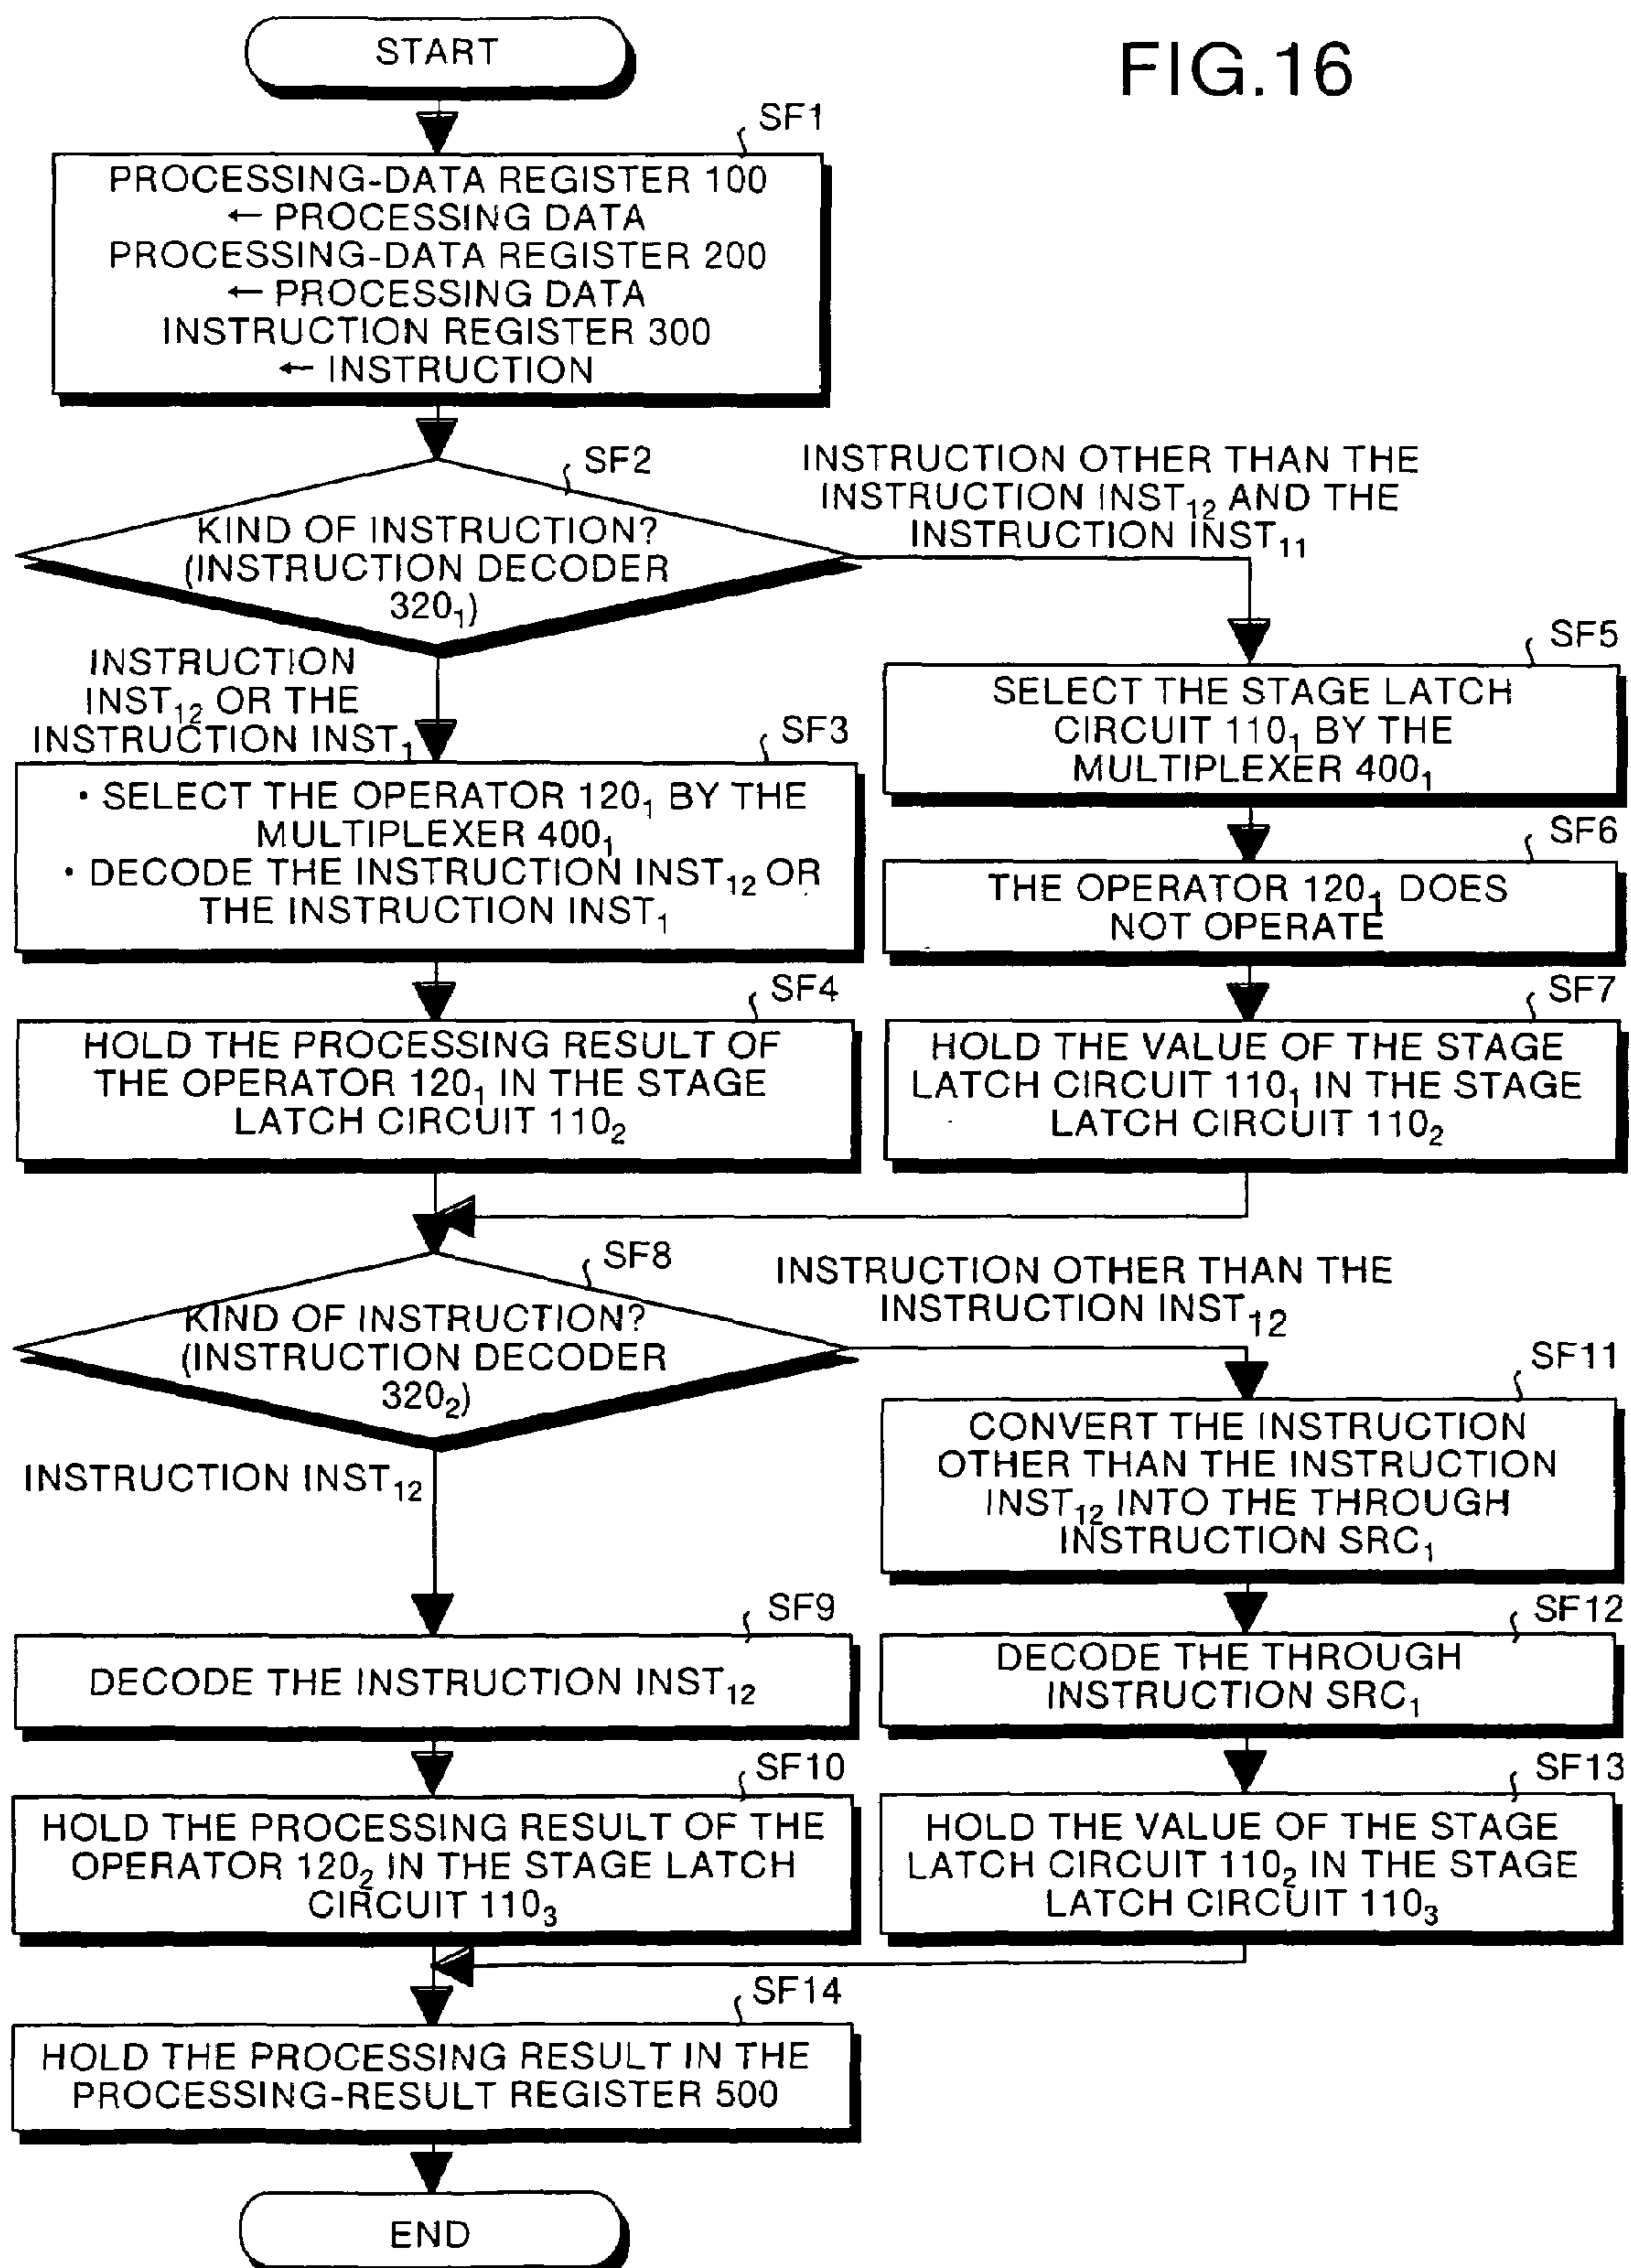 START
FIG.16
SF1
PROCESSING-DATA REGISTER 100
← PROCESSING DATA
PROCESSING-DATA REGISTER 200
← PROCESSING DATA
INSTRUCTION REGISTER 300
← INSTRUCTION
SF2
KIND OF INSTRUCTION?
(INSTRUCTION DECODER
320₁)
INSTRUCTION OTHER THAN THE
INSTRUCTION INST₁₂ AND THE
INSTRUCTION INST₁₁
INSTRUCTION
INST₁₂ OR THE
INSTRUCTION INST₁
SF3
· SELECT THE OPERATOR 120₁ BY THE
MULTIPLEXER 400₁
· DECODE THE INSTRUCTION INST₁₂ OR
THE INSTRUCTION INST₁
SF4
HOLD THE PROCESSING RESULT OF
THE OPERATOR 120₁ IN THE STAGE
LATCH CIRCUIT 110₂
SF5
SELECT THE STAGE LATCH
CIRCUIT 110₁ BY THE
MULTIPLEXER 400₁
SF6
THE OPERATOR 120₁ DOES
NOT OPERATE
SF7
HOLD THE VALUE OF THE STAGE
LATCH CIRCUIT 110₁ IN THE STAGE
LATCH CIRCUIT 110₂
SF8
KIND OF INSTRUCTION?
(INSTRUCTION DECODER
320₂)
INSTRUCTION OTHER THAN THE
INSTRUCTION INST₁₂
INSTRUCTION INST₁₂
SF9
DECODE THE INSTRUCTION INST₁₂
SF10
HOLD THE PROCESSING RESULT OF THE
OPERATOR 120₂ IN THE STAGE LATCH
CIRCUIT 110₃
SF11
CONVERT THE INSTRUCTION
OTHER THAN THE INSTRUCTION
INST₁₂ INTO THE THROUGH
INSTRUCTION SRC₁
SF12
DECODE THE THROUGH
INSTRUCTION SRC₁
SF13
HOLD THE VALUE OF THE STAGE
LATCH CIRCUIT 110₂ IN THE STAGE
LATCH CIRCUIT 110₃
SF14
HOLD THE PROCESSING RESULT IN THE
PROCESSING-RESULT REGISTER 500
END